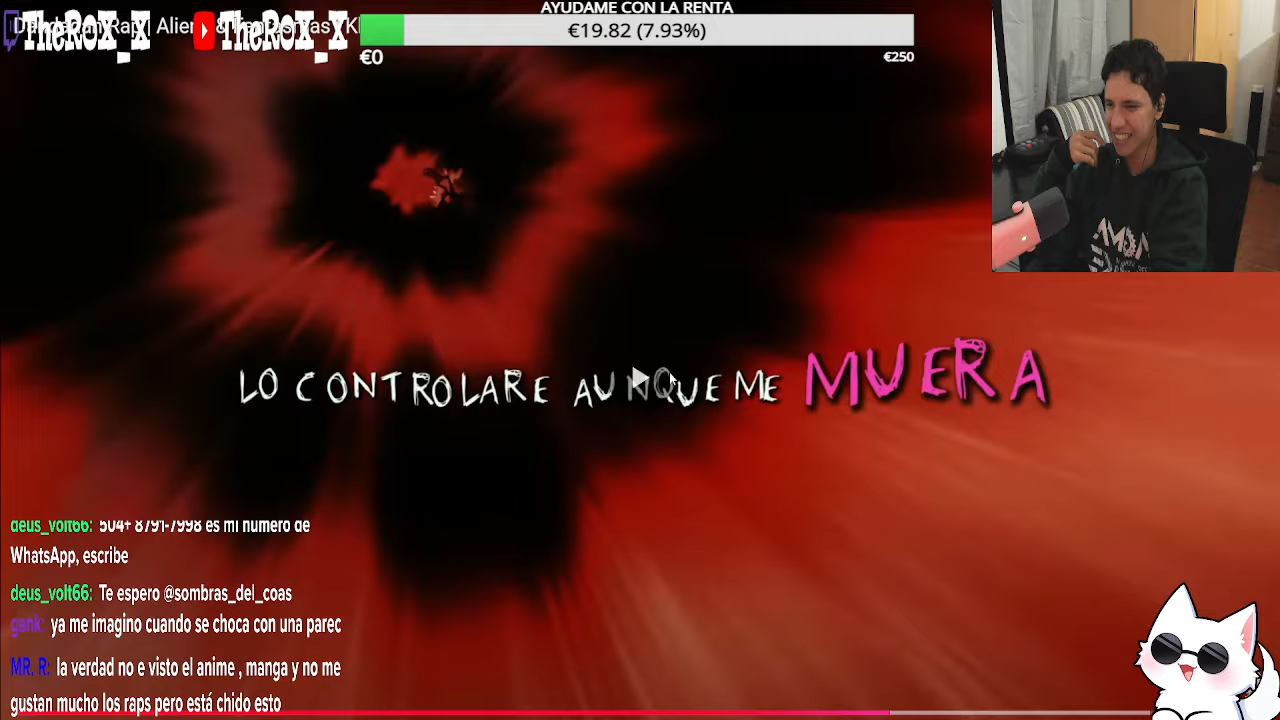 AYUDAME CON LA RENTA
TheR0X_X
TheR0X_X
€19.82 (7.93%)
€0
€250
LO CONTROLARE AUNQUE ME MUERA
deus_volt66: 504+ 8791-7998 es mi numero de
WhatsApp, escribe
deus_volt66: Te espero @sombras_del_coas
gank: ya me imagino cuando se choca con una parec
MR. R: la verdad no e visto el anime , manga y no me
gustan mucho los raps pero está chido esto